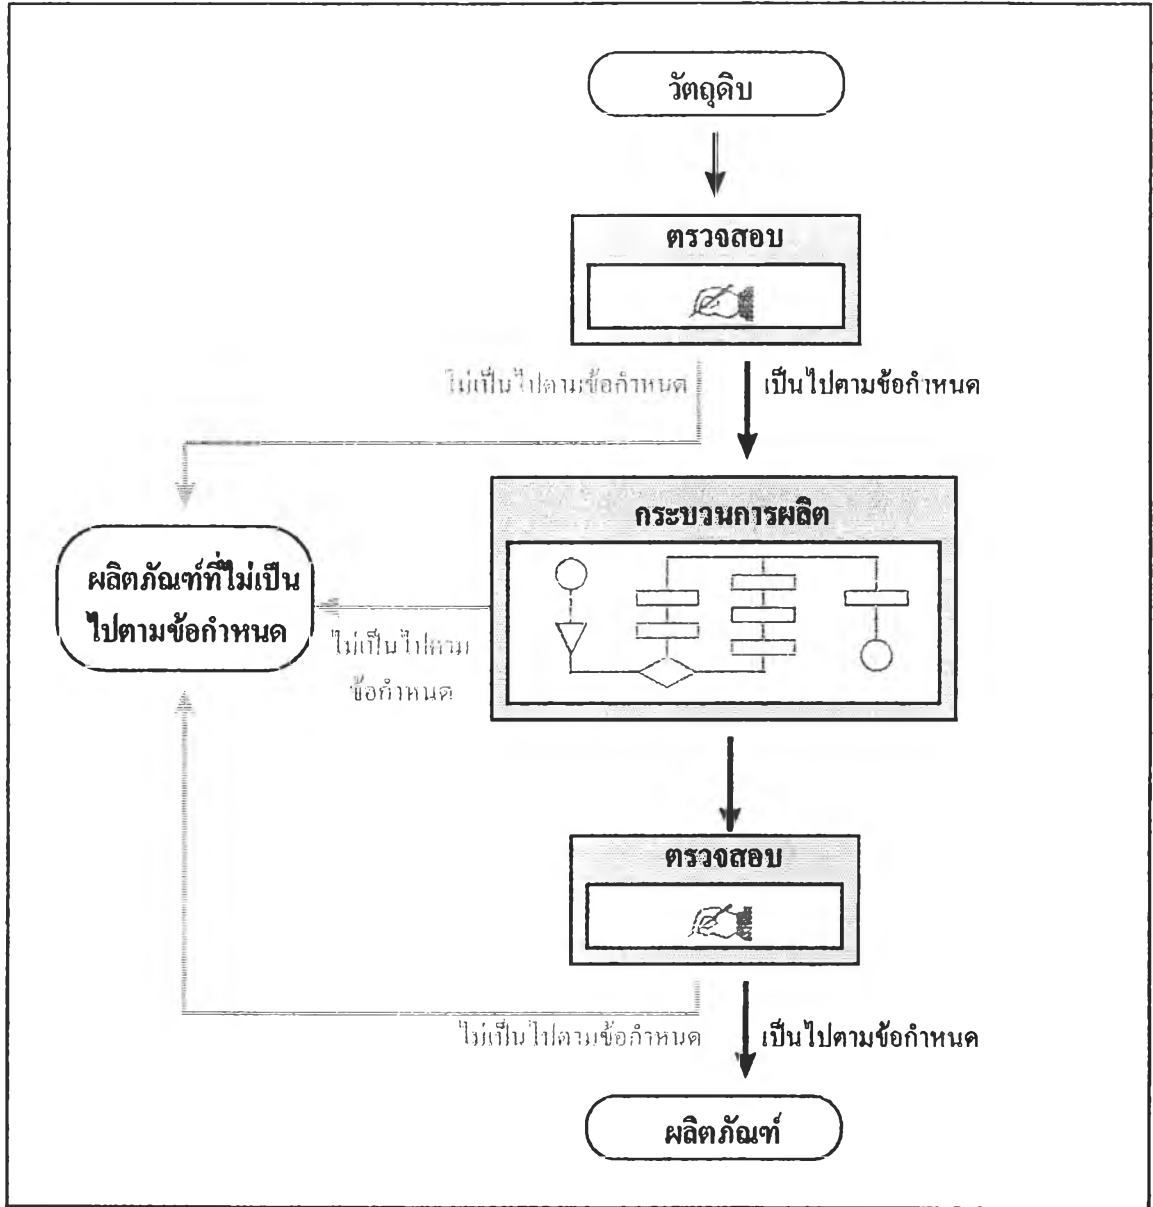 วัตถุดิบ
ตรวจสอบ
ไม่เป็นไปตามข้อกำหนด
เป็นไปตามข้อกำหนด
กระบวนการผลิต
ผลิตภัณฑ์ที่ไม่เป็น
ไปตามข้อกำหนด
ไม่เป็นไปตาม
ข้อกำหนด
ตรวจสอบ
ไม่เป็นไปตามข้อกำหนด
เป็นไปตามข้อกำหนด
ผลิตภัณฑ์